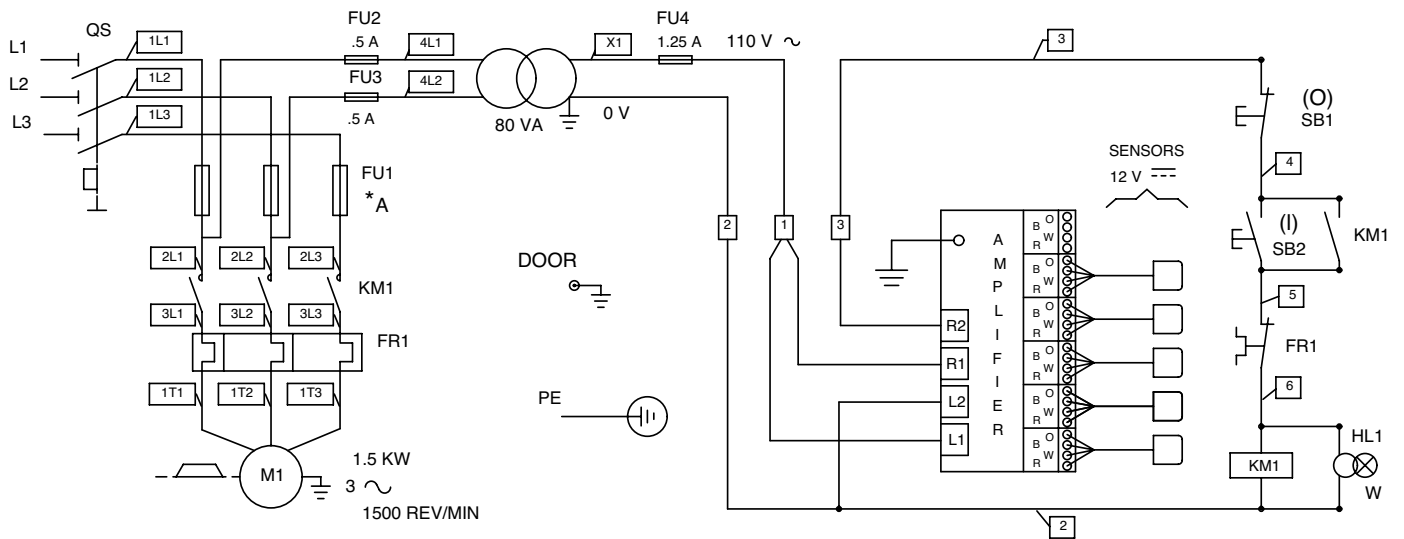 QS
L1
L2
L3
1L1
1L2
1L3
FU2
.5 A
4L1
FU3
.5 A
4L2
80 VA
X1
FU4
1.25 A
110 V
0 V
3
(O)
SB1
4
(I)
SB2
KM1
5
FR1
6
KM1
HL1
W
2
FU1
*A
2L1
2L2
2L3
KM1
3L1
3L2
3L3
FR1
1T1
1T2
1T3
M1
1.5 KW
3
1500 REV/MIN
DOOR
PE
2
1
3
SENSORS
12 V
AMPLIFIER
R2
R1
L2
L1
B O
R W
B O
R W
B O
R W
B O
R W
B O
R W
B O
R W